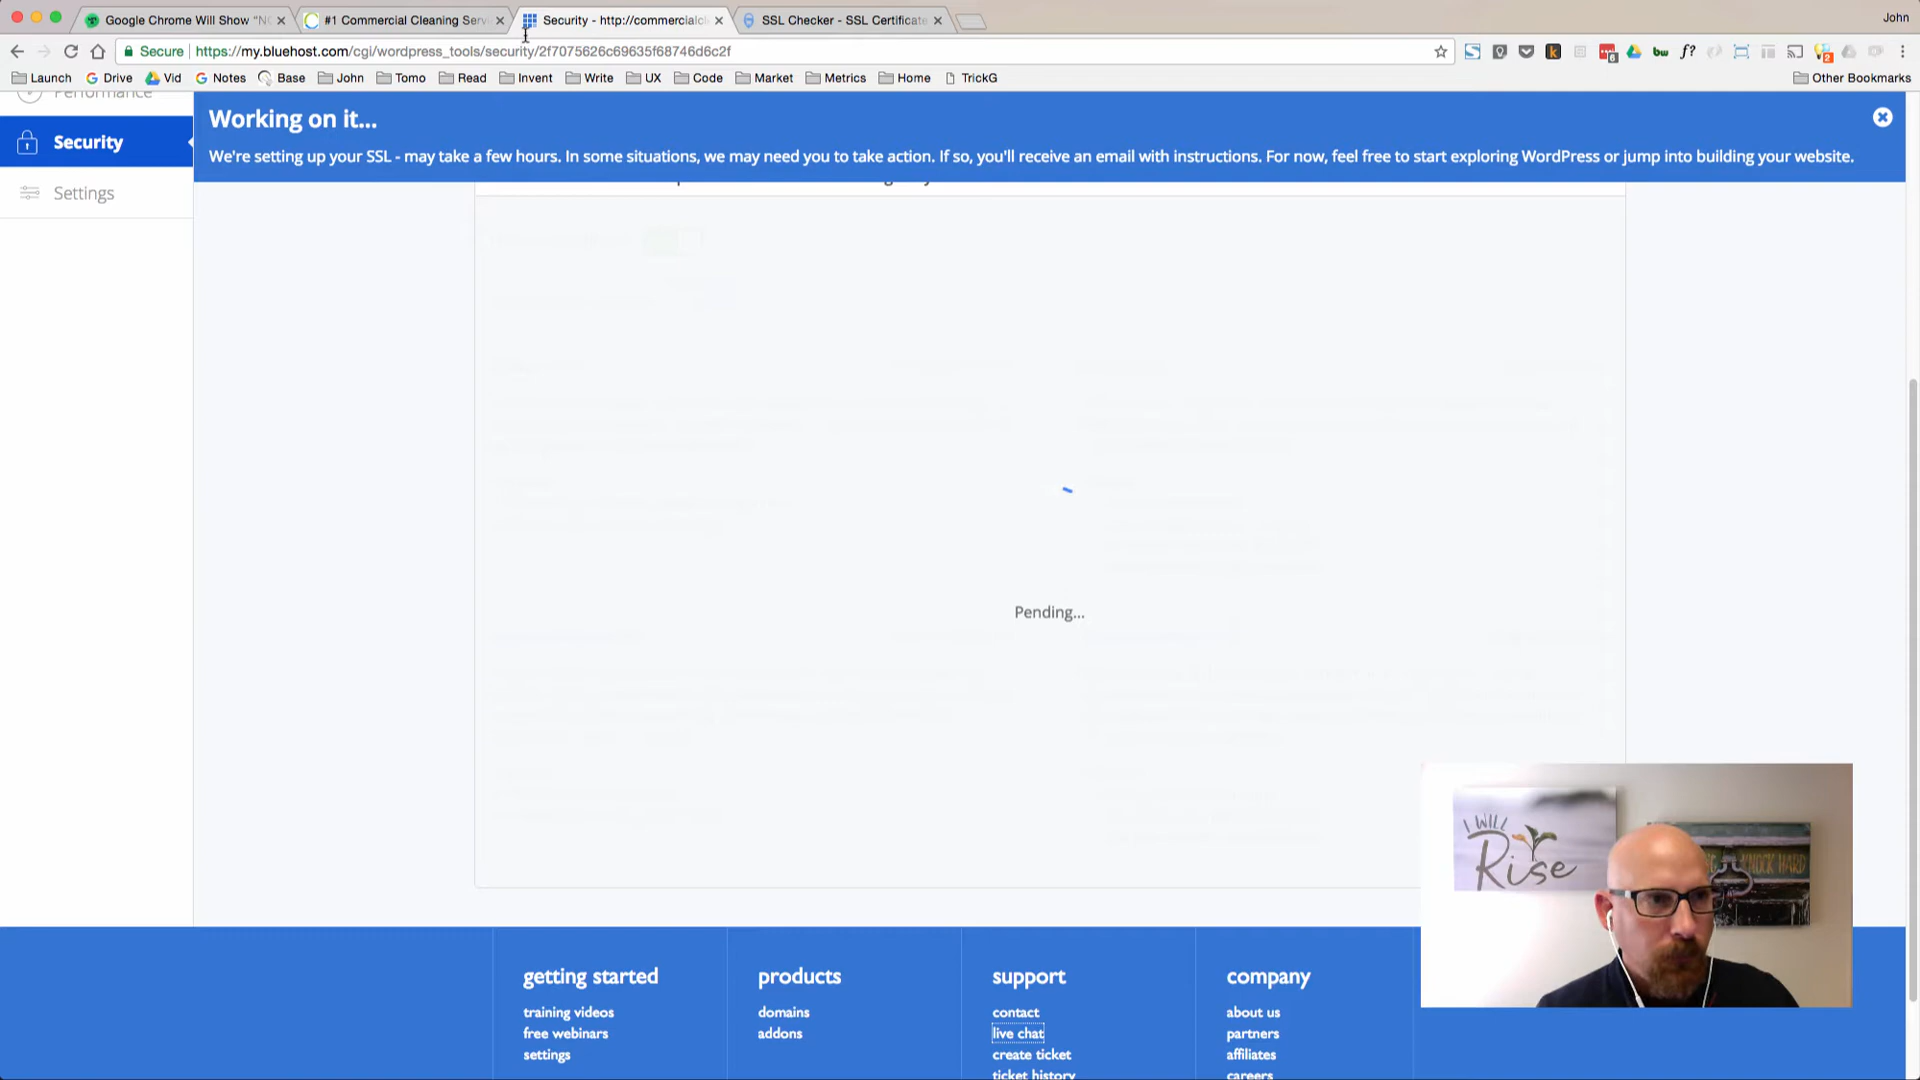 Google Chrome Will Show "NO
#1 Commercial Cleaning Serv
Security - http://commercialcl
SSL Checker - SSL Certificate
John
Secure
https://my.bluehost.com/cgi/wordpress_tools/security/2f7075626c69635f68746d6c2f
Launch
Drive
Vid
Notes
Base
John
Tomo
Read
Invent
Write
UX
Code
Market
Metrics
Home
TrickG
Other Bookmarks
Performance
Security
Settings
Working on it...
We're setting up your SSL - may take a few hours. In some situations, we may need you to take action. If so, you'll receive an email with instructions. For now, feel free to start exploring WordPress or jump into building your website.
Pending...
I WILL
Rise
KNOCK HARD
getting started
training videos
free webinars
settings
products
domains
addons
support
contact
live chat
create ticket
ticket history
company
about us
partners
affiliates
careers